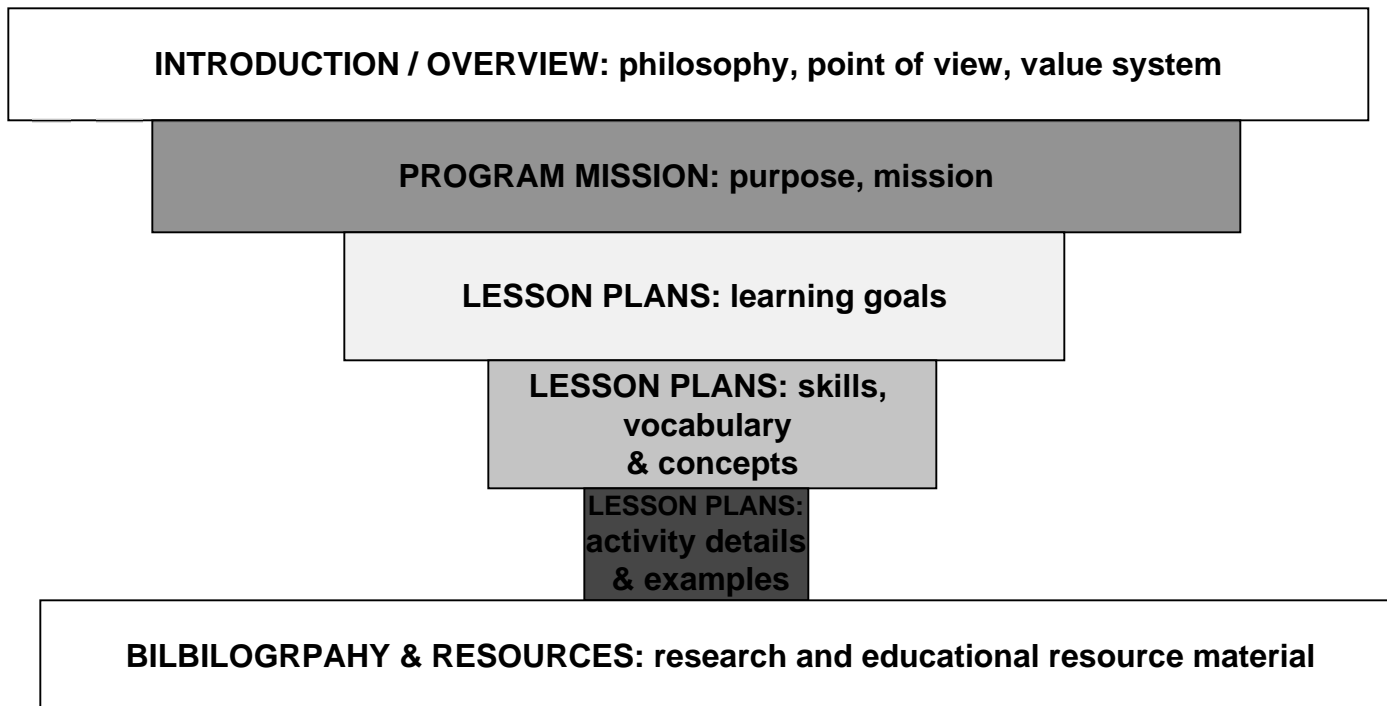 INTRODUCTION / OVERVIEW: philosophy, point of view, value system
PROGRAM MISSION: purpose, mission
LESSON PLANS: learning goals
LESSON PLANS: skills,
vocabulary
& concepts
LESSON PLANS:
activity details
& examples
BILBILOGRPAHY & RESOURCES: research and educational resource material